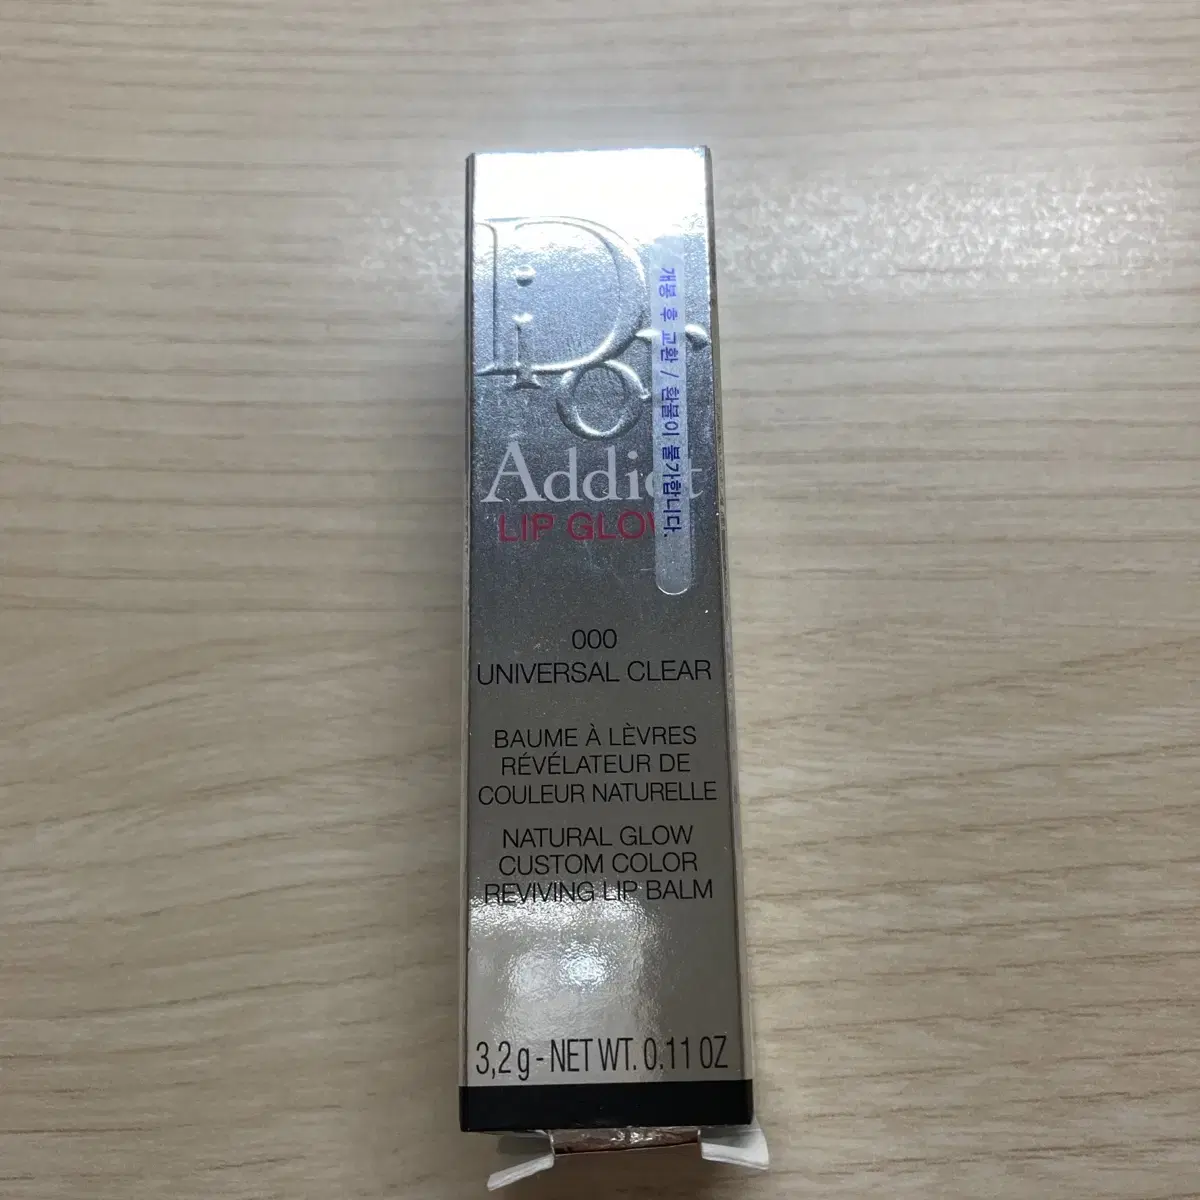 Dior
Addict
LIP GLOW
000
UNIVERSAL CLEAR
BAUME À LÈVRES
RÉVÉLATEUR DE
COULEUR NATURELLE
NATURAL GLOW
CUSTOM COLOR
REVIVING LIP BALM
3,2 g - NET WT. 0.11 OZ
개봉 후 교환 / 환불이 불가합니다.